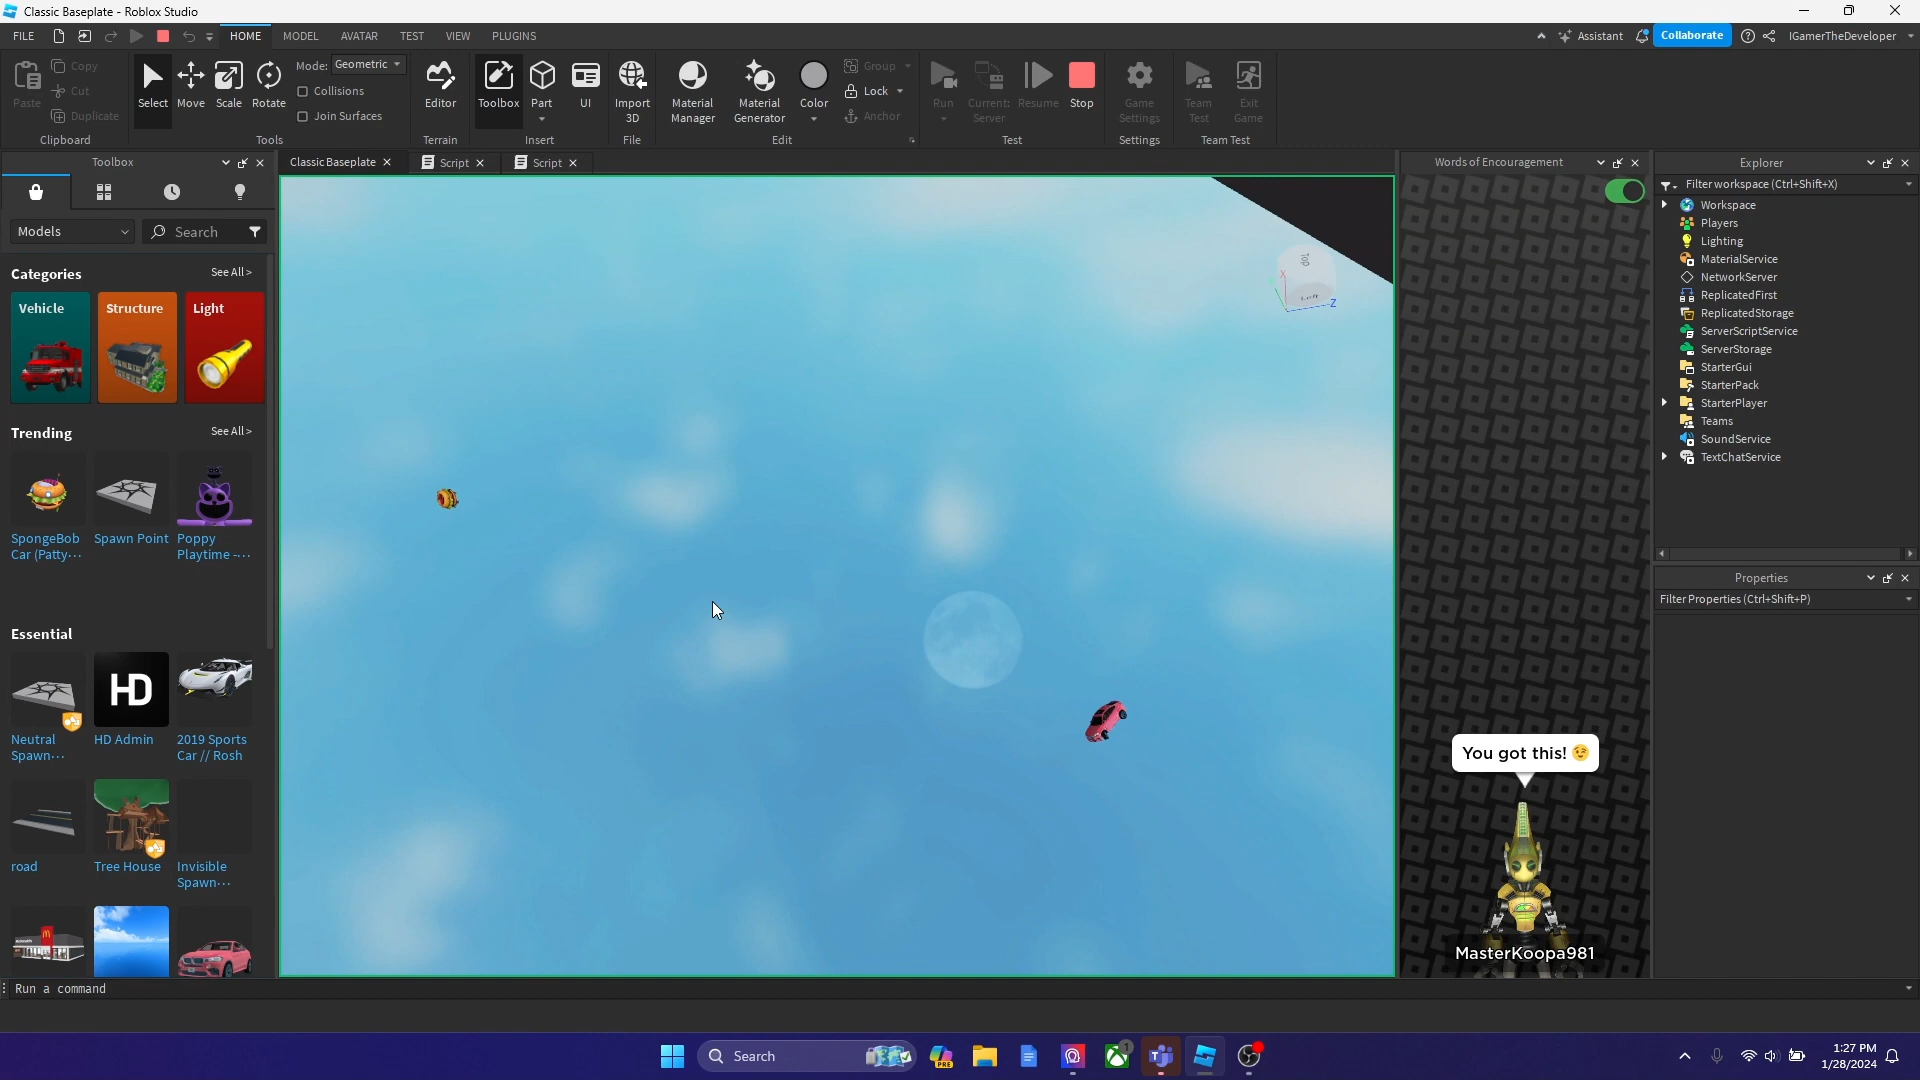 Classic Baseplate - Roblox Studio
FILE HOME MODEL AVATAR TEST VIEW PLUGINS Assistant Collaborate IGamerTheDeveloper
Paste Copy Cut Duplicate
Clipboard
Select Move Scale Rotate
Mode: Geometric
Collisions
Join Surfaces
Tools
Editor
Terrain
Toolbox Part UI
Insert
Import 3D
File
Material Manager
Material Generator
Color
Group
Lock
Anchor
Edit
Run Current: Server Resume Stop
Test
Game Settings
Settings
Team Test
Exit Game
Team Test
Toolbox
Classic Baseplate Script Script
Words of Encouragement
Explorer
Models Search
Categories See All >
Vehicle Structure Light
Trending See All >
SpongeBob Car (Patty···
Spawn Point
Poppy Playtime -···
Essential
HD
Neutral Spawn···
HD Admin
2019 Sports Car // Rosh
road
Tree House
Invisible Spawn···
Top
Left
X
Z
You got this! 😉
MasterKoopa981
Filter workspace (Ctrl+Shift+X)
Workspace
Players
Lighting
MaterialService
NetworkServer
ReplicatedFirst
ReplicatedStorage
ServerScriptService
ServerStorage
StarterGui
StarterPack
StarterPlayer
Teams
SoundService
TextChatService
Properties
Filter Properties (Ctrl+Shift+P)
Run a command
Search
PRE
1
1:27 PM
1/28/2024